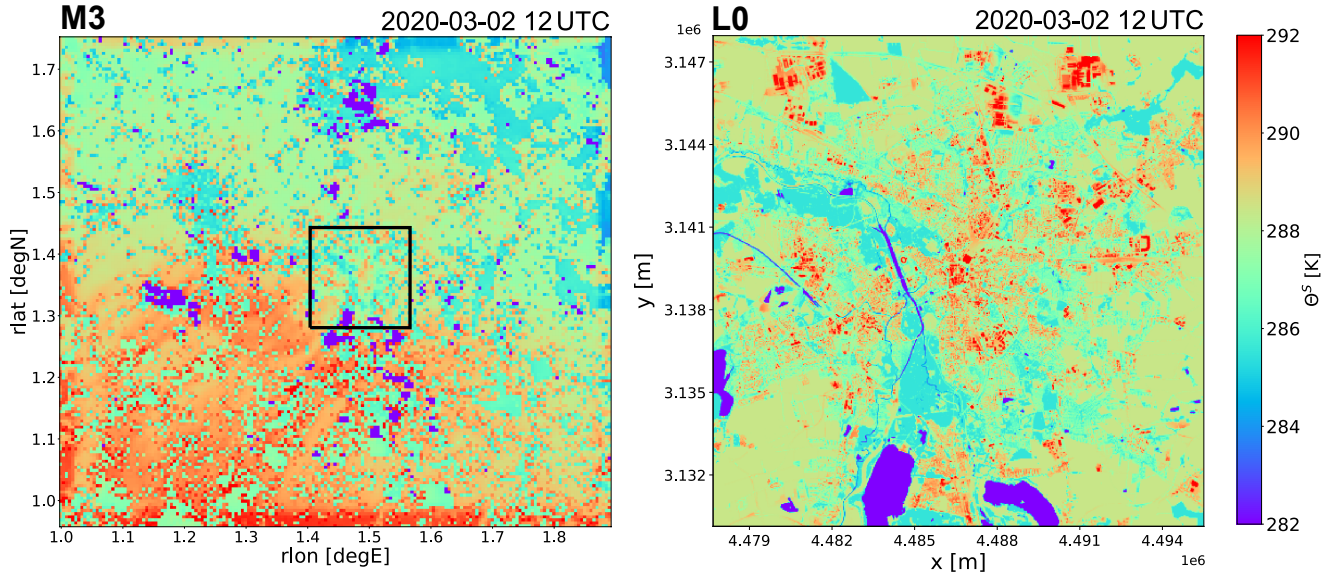 M3 2020-03-02 12 UTC
1.7
1.6
1.5
1.4
1.3
1.2
1.1
1.0
rlat [degN]
1.0 1.1 1.2 1.3 1.4 1.5 1.6 1.7 1.8
rlon [degE]
L0 2020-03-02 12 UTC
1e6
3.147
3.144
3.141
3.138
3.135
3.132
y [m]
4.479 4.482 4.485 4.488 4.491 4.494
x [m] 1e6
292
290
288
286
284
282
Θˢ [K]